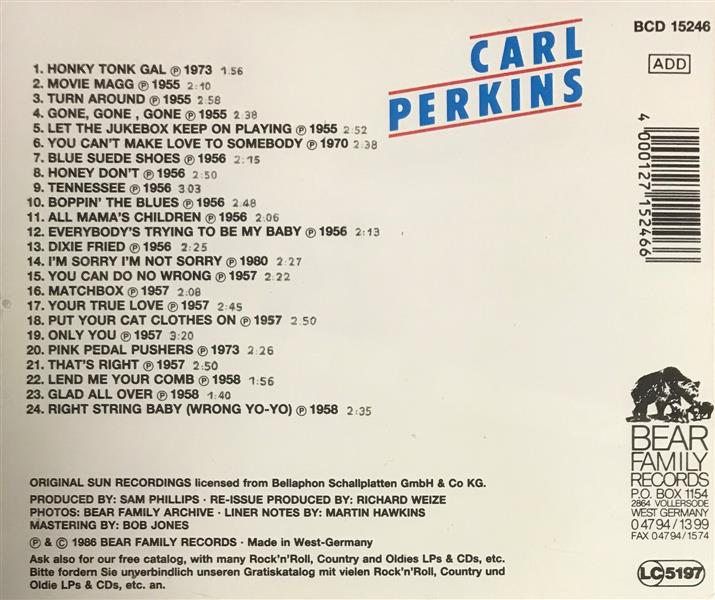 CARL
PERKINS
BCD 15246
ADD
4 000127 152466
1. HONKY TONK GAL ℗ 1973 1:56
2. MOVIE MAGG ℗ 1955 2:10
3. TURN AROUND ℗ 1955 2:58
4. GONE, GONE , GONE ℗ 1955 2:38
5. LET THE JUKEBOX KEEP ON PLAYING ℗ 1955 2:52
6. YOU CAN'T MAKE LOVE TO SOMEBODY ℗ 1970 2:38
7. BLUE SUEDE SHOES ℗ 1956 2:15
8. HONEY DON'T ℗ 1956 2:50
9. TENNESSEE ℗ 1956 3:03
10. BOPPIN' THE BLUES ℗ 1956 2:48
11. ALL MAMA'S CHILDREN ℗ 1956 2:06
12. EVERYBODY'S TRYING TO BE MY BABY ℗ 1956 2:13
13. DIXIE FRIED ℗ 1956 2:25
14. I'M SORRY I'M NOT SORRY ℗ 1980 2:27
15. YOU CAN DO NO WRONG ℗ 1957 2:22
16. MATCHBOX ℗ 1957 2:08
17. YOUR TRUE LOVE ℗ 1957 2:45
18. PUT YOUR CAT CLOTHES ON ℗ 1957 2:50
19. ONLY YOU ℗ 1957 3:20
20. PINK PEDAL PUSHERS ℗ 1973 2:26
21. THAT'S RIGHT ℗ 1957 2:50
22. LEND ME YOUR COMB ℗ 1958 1:56
23. GLAD ALL OVER ℗ 1958 1:40
24. RIGHT STRING BABY (WRONG YO-YO) ℗ 1958 2:35
ORIGINAL SUN RECORDINGS licensed from Bellaphon Schallplatten GmbH & Co KG.
PRODUCED BY: SAM PHILLIPS · RE-ISSUE PRODUCED BY: RICHARD WEIZE
PHOTOS: BEAR FAMILY ARCHIVE · LINER NOTES BY: MARTIN HAWKINS
MASTERING BY: BOB JONES
℗ & © 1986 BEAR FAMILY RECORDS · Made in West-Germany
Ask also for our free catalog, with many Rock'n'Roll, Country and Oldies LPs & CDs, etc.
Bitte fordern Sie unverbindlich unseren Gratiskatalog mit vielen Rock'n'Roll, Country und
Oldie LPs & CDs, etc. an.
BEAR
FAMILY
RECORDS
P.O. BOX 1154
2864 VOLLERSODE
WEST GERMANY
0 47 94 / 13 99
FAX 04794/1574
LC 5197